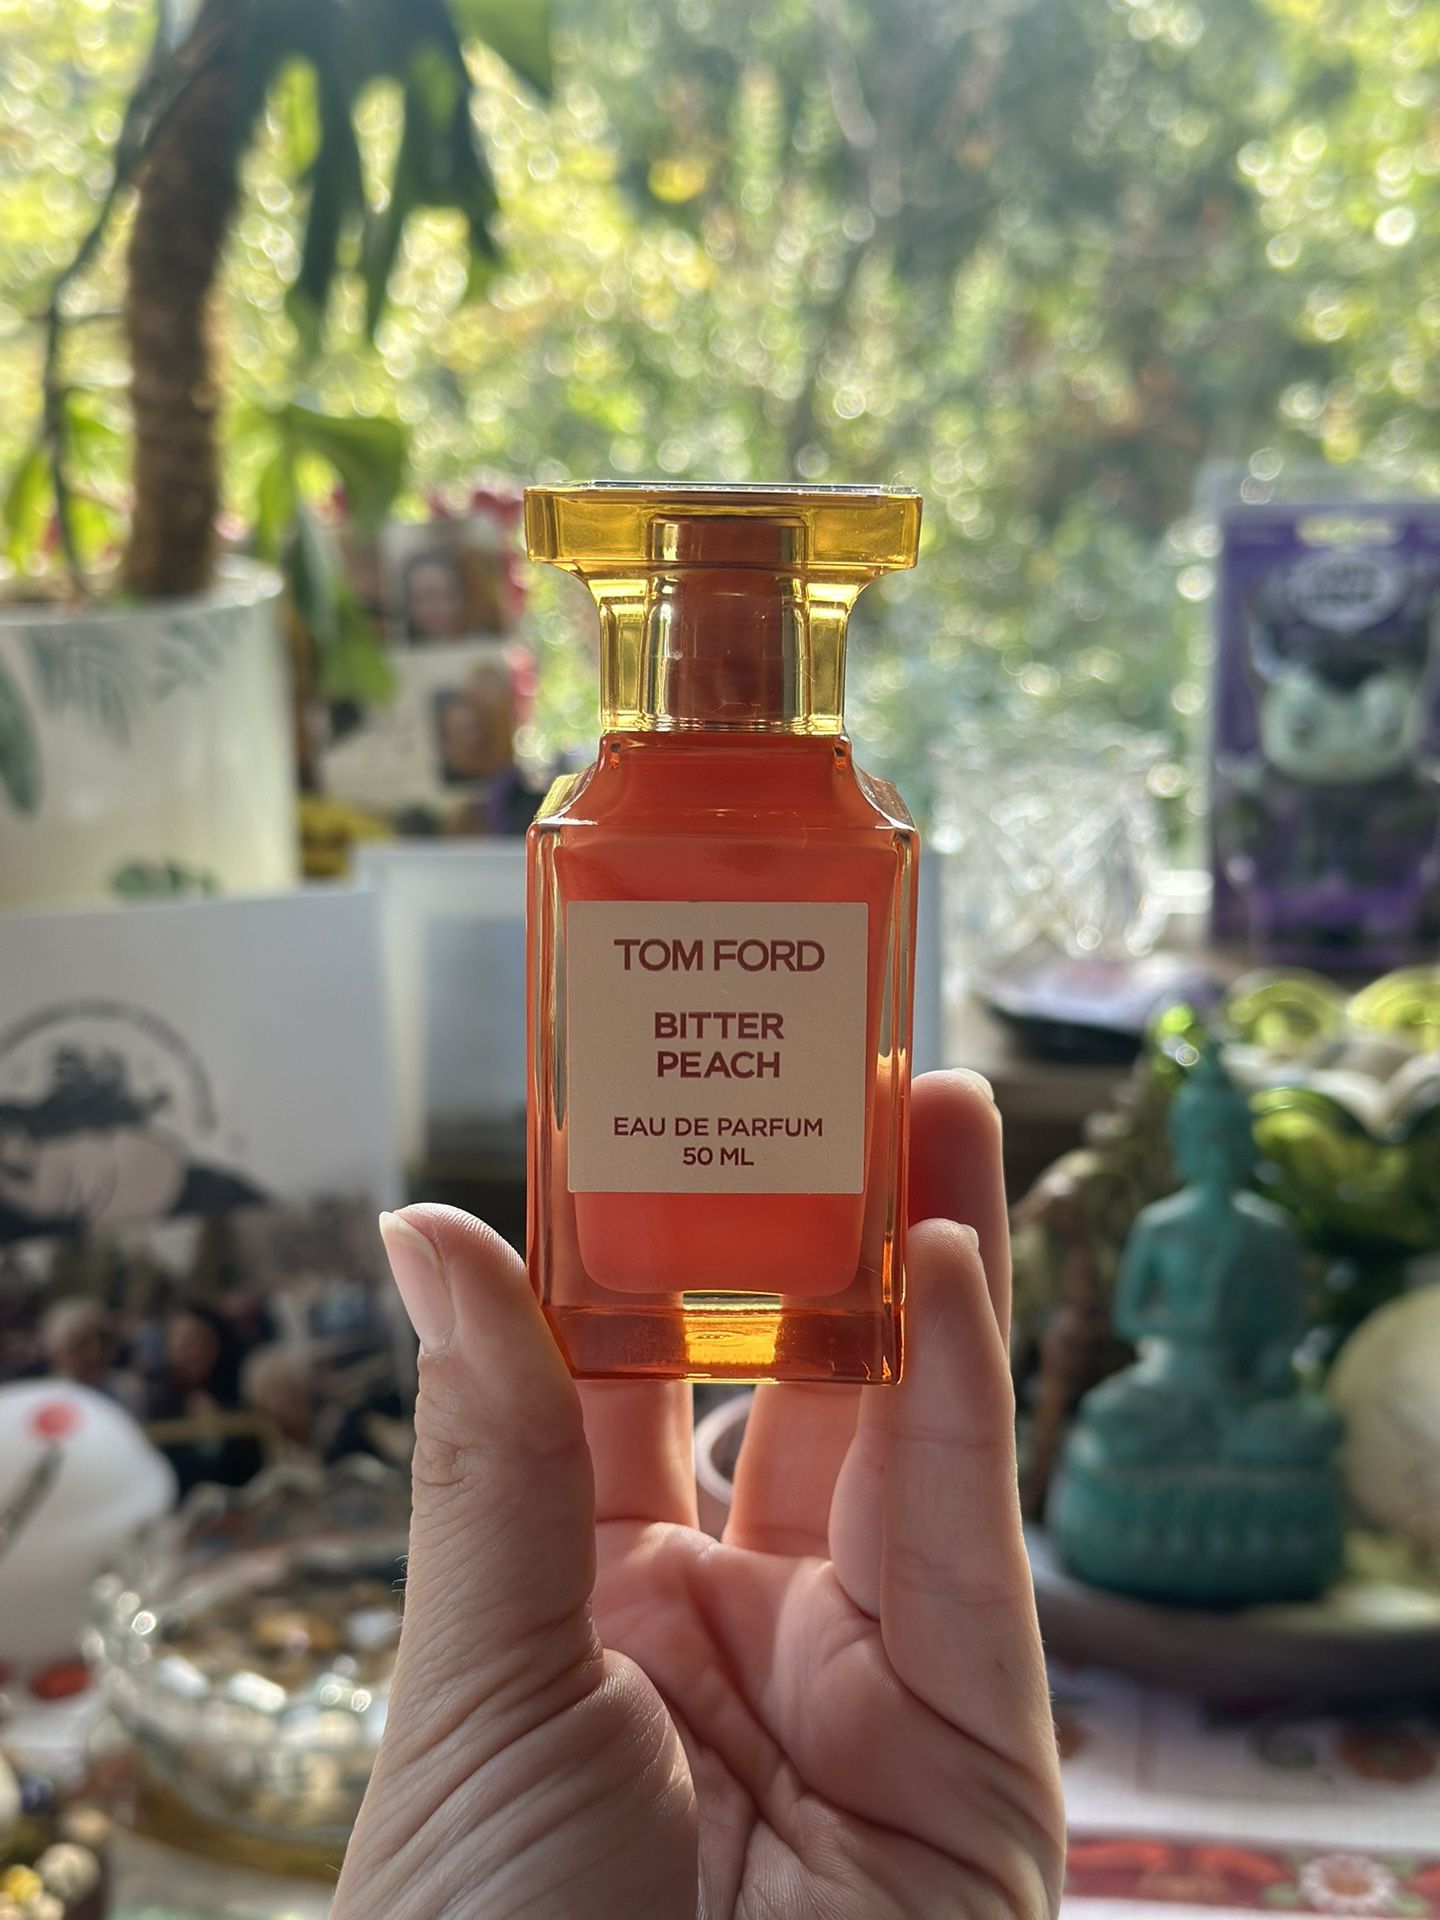 TOM FORD
BITTER
PEACH
EAU DE PARFUM
50 ML